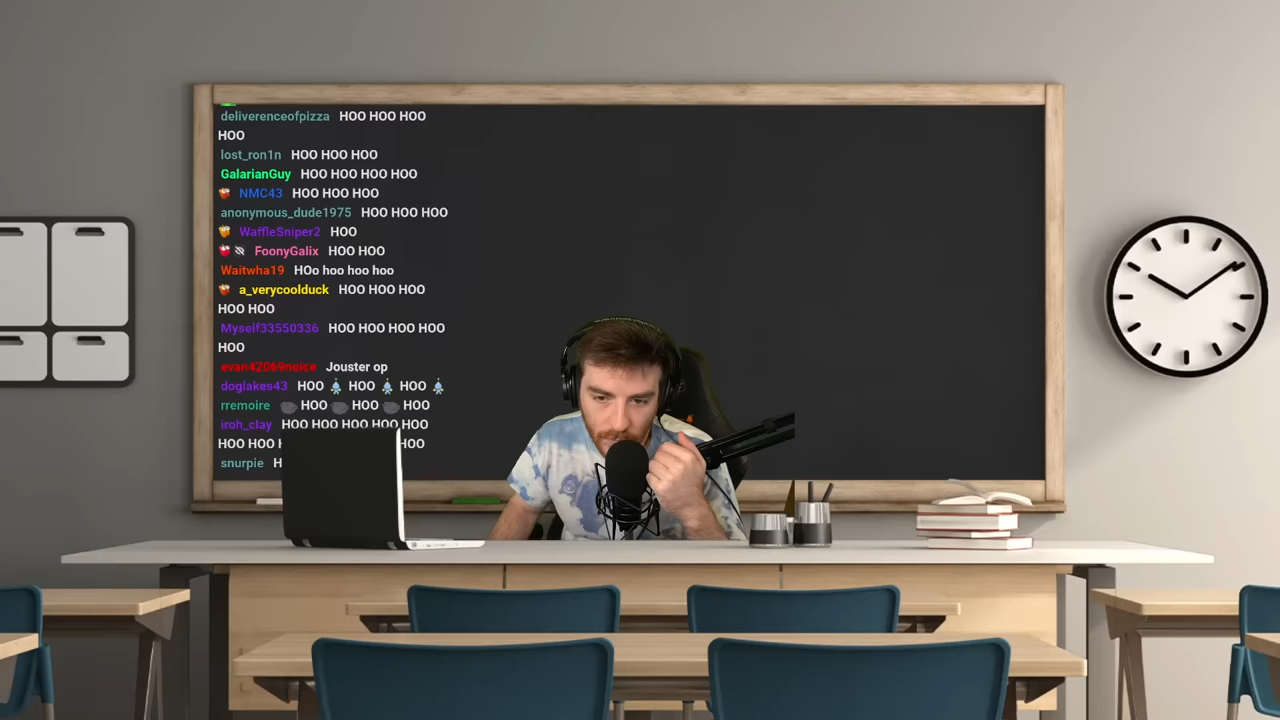 deliverenceofpizza HOO HOO HOO
HOO
lost_ron1n HOO HOO HOO
GalarianGuy HOO HOO HOO HOO
NMC43 HOO HOO HOO
anonymous_dude1975 HOO HOO HOO
WaffleSniper2 HOO
FoonyGalix HOO HOO
Waitwha19 HOo hoo hoo hoo
a_verycoolduck HOO HOO HOO
HOO HOO
Myself33550336 HOO HOO HOO HOO
HOO
evan42069noice Jouster op
doglakes43 HOO HOO HOO
rremoire HOO HOO HOO
iroh_clay HOO HOO HOO HOO HOO
HOO HOO HOO
snurpie